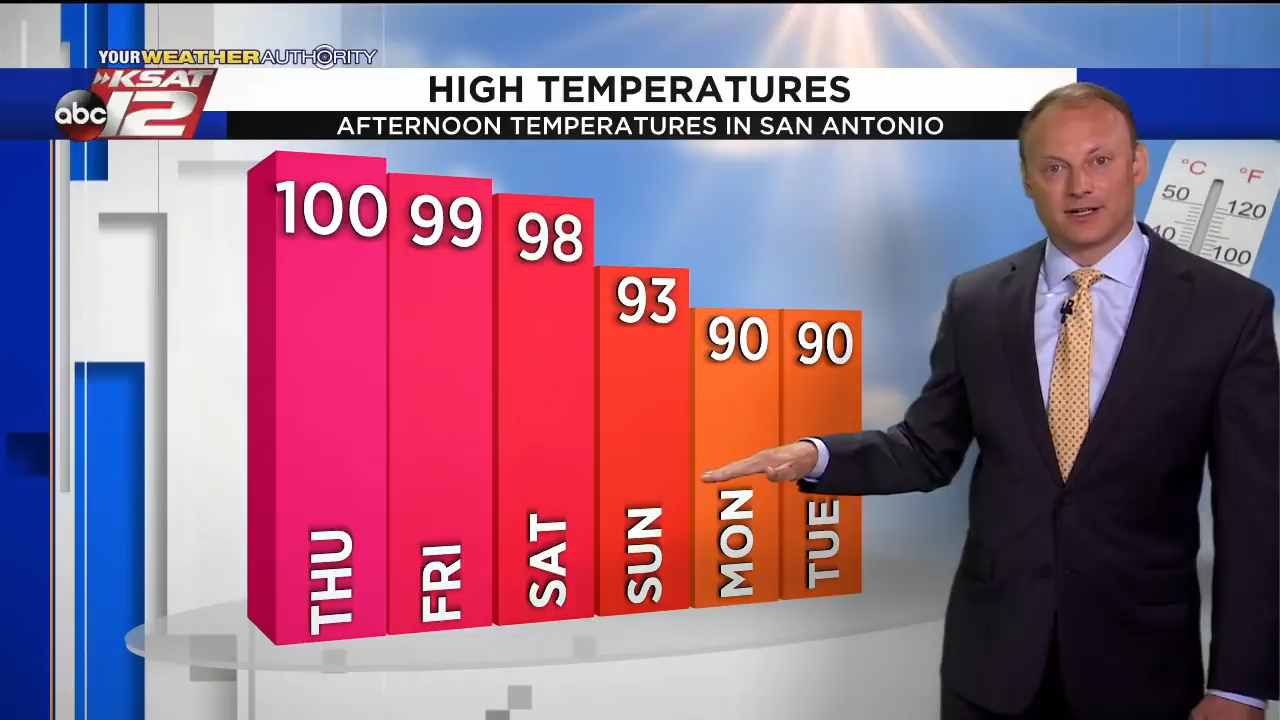 YOUR WEATHER AUTHORITY
KSAT
abc 12
HIGH TEMPERATURES
AFTERNOON TEMPERATURES IN SAN ANTONIO
°C °F
50 120
40 100
100 99 98 93 90 90
THU FRI SAT SUN MON TUE